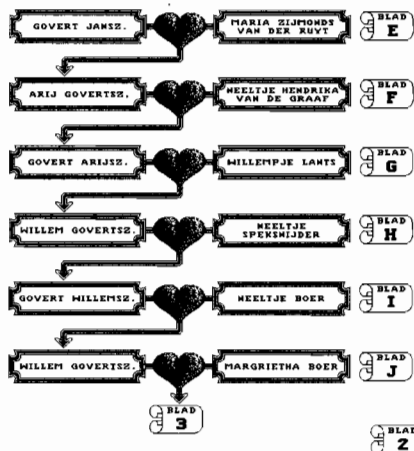 GOVERT JANSZ.
MARIA ZIJMONDS
VAN DER RUYT
BLAD
E
ARIJ GOVERTSZ.
NEELTJE HENDRIKA
VAN DE GRAAF
BLAD
F
GOVERT ARIJSZ.
WILLEMPJE LANTS
BLAD
G
WILLEM GOVERTSZ.
NEELTJE
SPEKSNIJDER
BLAD
H
GOVERT WILLEMSZ.
NEELTJE BOER
BLAD
I
WILLEM GOVERTSZ.
MARGRIETHA BOER
BLAD
J
BLAD
3
BLAD
2